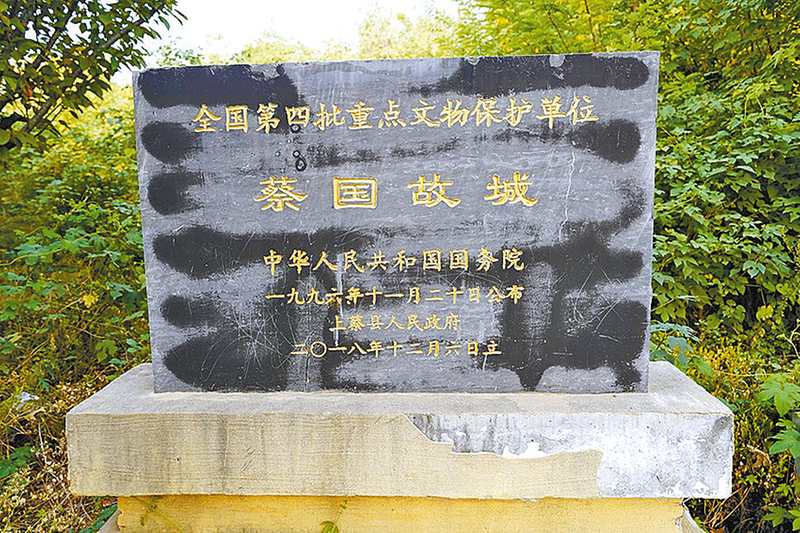 全国第四批重点文物保护单位
蔡国故城
中华人民共和国国务院
一九九六年十一月二十日公布
上蔡县人民政府
二〇一八年十二月六日立